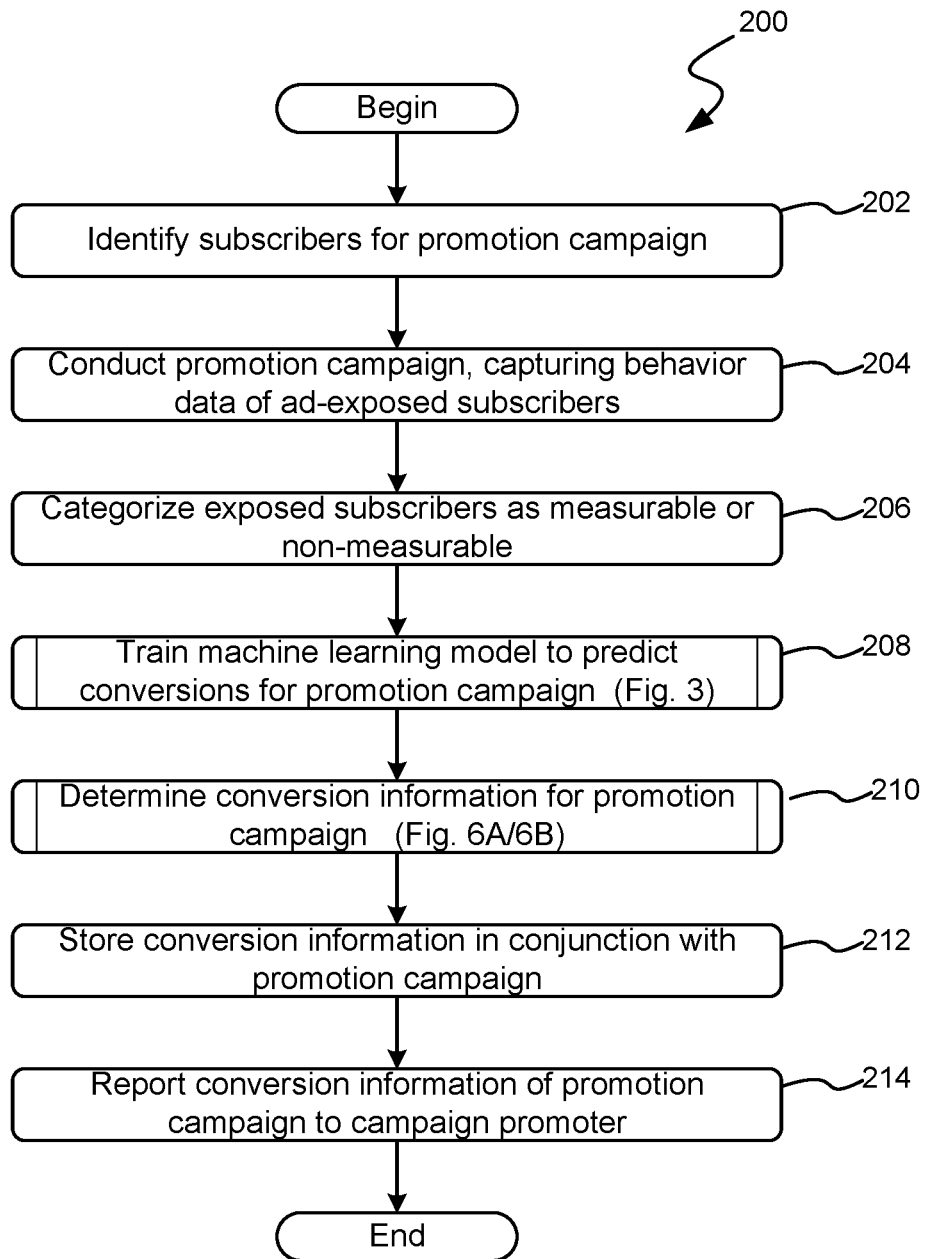 200
Begin
202
Identify subscribers for promotion campaign
Conduct promotion campaign, capturing behavior
data of ad-exposed subscribers
204
Categorize exposed subscribers as measurable or
non-measurable
206
Train machine learning model to predict
conversions for promotion campaign (Fig. 3)
208
Determine conversion information for promotion
campaign (Fig. 6A/6B)
210
Store conversion information in conjunction with
promotion campaign
212
Report conversion information of promotion
campaign to campaign promoter
214
End